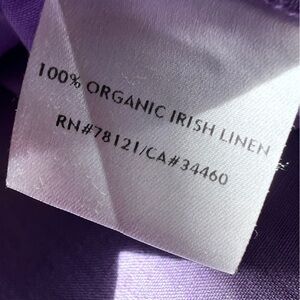 100% ORGANIC IRISH LINEN
RN#78121/CA#34460